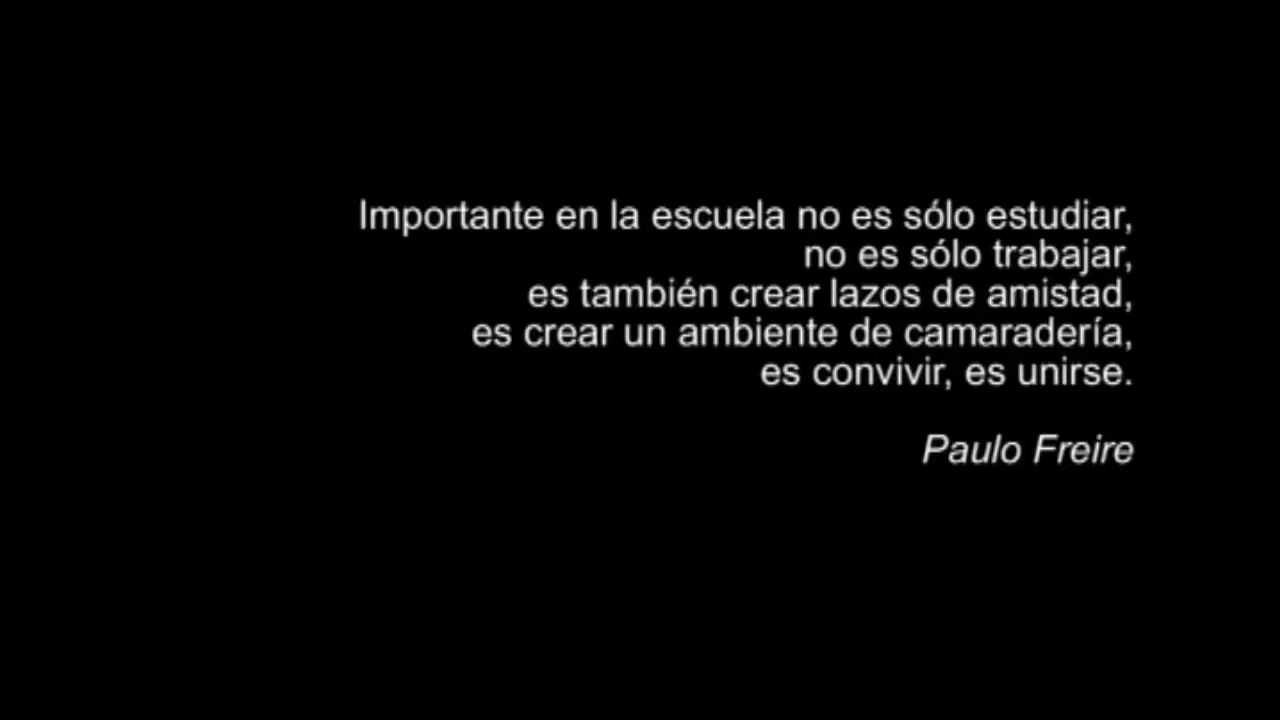 Importante en la escuela no es sólo estudiar,
no es sólo trabajar,
es también crear lazos de amistad,
es crear un ambiente de camaradería,
es convivir, es unirse.
Paulo Freire